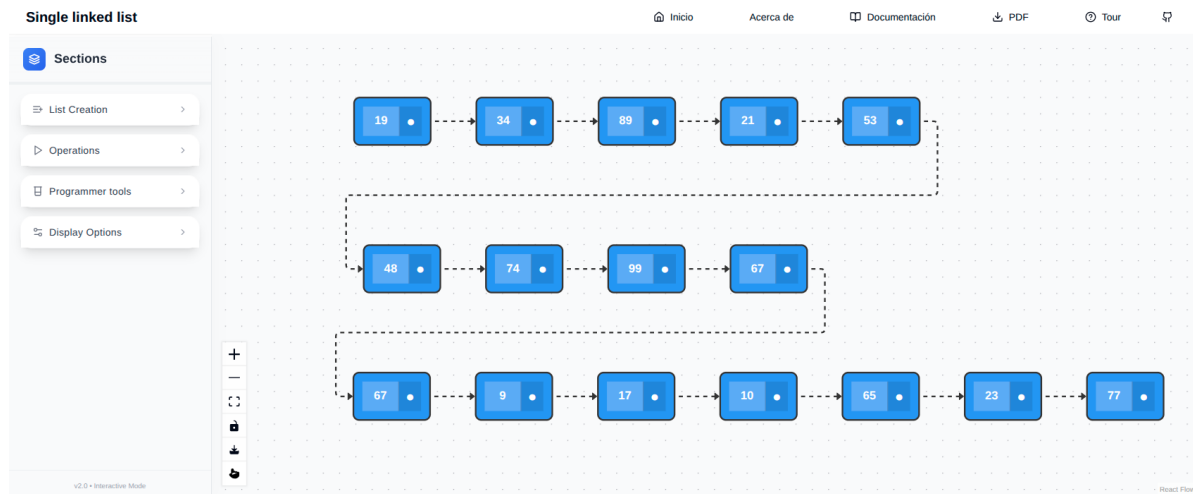 Single linked list
Inicio
Acerca de
Documentación
PDF
Tour
Sections
List Creation
Operations
Programmer tools
Display Options
19 34 89 21 53
48 74 99 67
67 9 17 10 65 23 77
v2.0 • Interactive Mode
React Flow